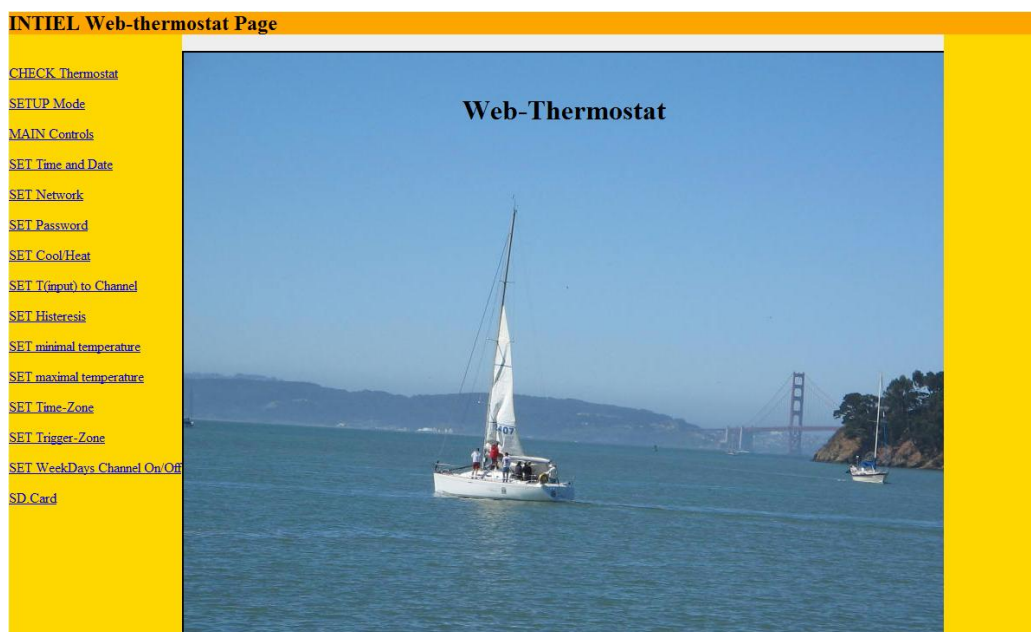 INTIEL Web-thermostat Page
CHECK Thermostat
SETUP Mode
MAIN Controls
SET Time and Date
SET Network
SET Password
SET Cool/Heat
SET T(input) to Channel
SET Histeresis
SET minimal temperature
SET maximal temperature
SET Time-Zone
SET Trigger-Zone
SET WeekDays Channel On/Off
SD Card
Web-Thermostat
407